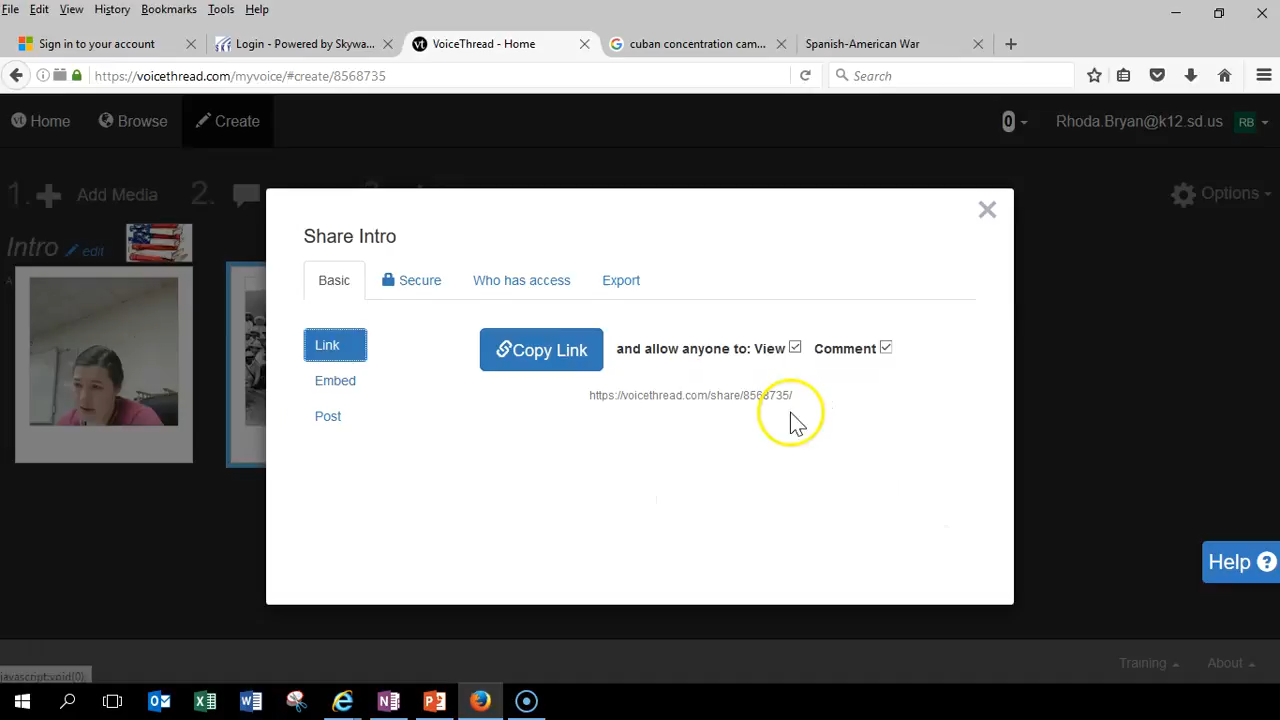 File Edit View History Bookmarks Tools Help
Sign in to your account
Login - Powered by Skywa...
vt VoiceThread - Home
G cuban concentration cam...
Spanish-American War
https://voicethread.com/myvoice/#create/8568735
Search
vt Home
Browse
Create
0
Rhoda.Bryan@k12.sd.us
RB
1. Add Media
2.
Options
Intro edit
Share Intro
Basic
Secure
Who has access
Export
Link
Copy Link
and allow anyone to: View
Comment
https://voicethread.com/share/8568735/
Embed
Post
Help ?
Training
About
javascript:void(0)